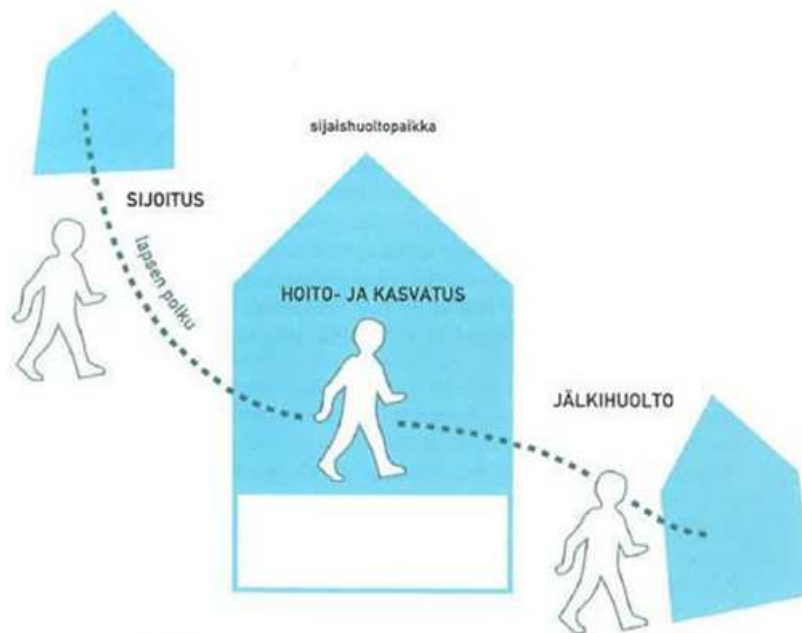 sijaishuoltopaikka
SIJOITUS
lapsen polku
HOITO- JA KASVATUS
JÄLKIHUOLTO